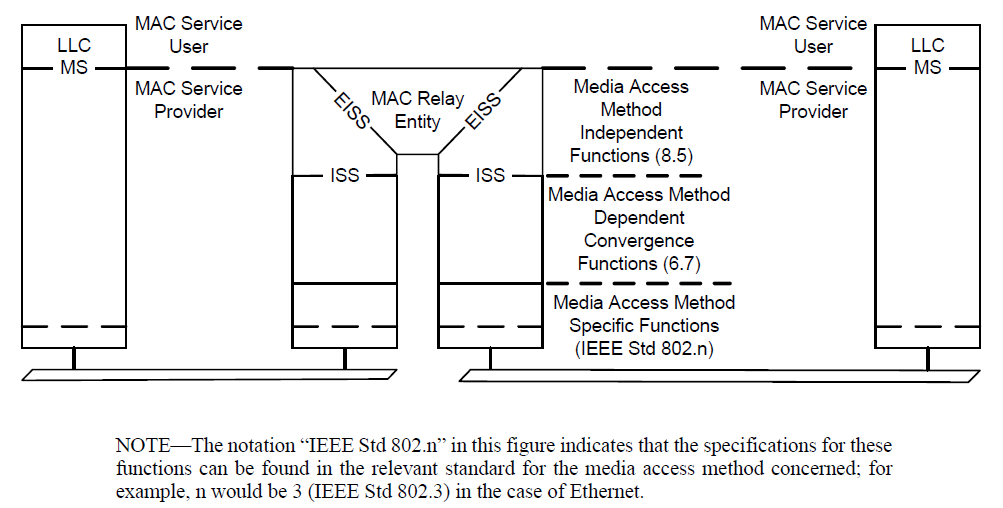 LLC
MS
MAC Service
User
MAC Service
Provider
EISS
MAC Relay
Entity
EISS
ISS
ISS
Media Access
Method
Independent
Functions (8.5)
Media Access Method
Dependent
Convergence
Functions (6.7)
Media Access Method
Specific Functions
(IEEE Std 802.n)
MAC Service
User
MAC Service
Provider
LLC
MS
NOTE—The notation “IEEE Std 802.n” in this figure indicates that the specifications for these
functions can be found in the relevant standard for the media access method concerned; for
example, n would be 3 (IEEE Std 802.3) in the case of Ethernet.